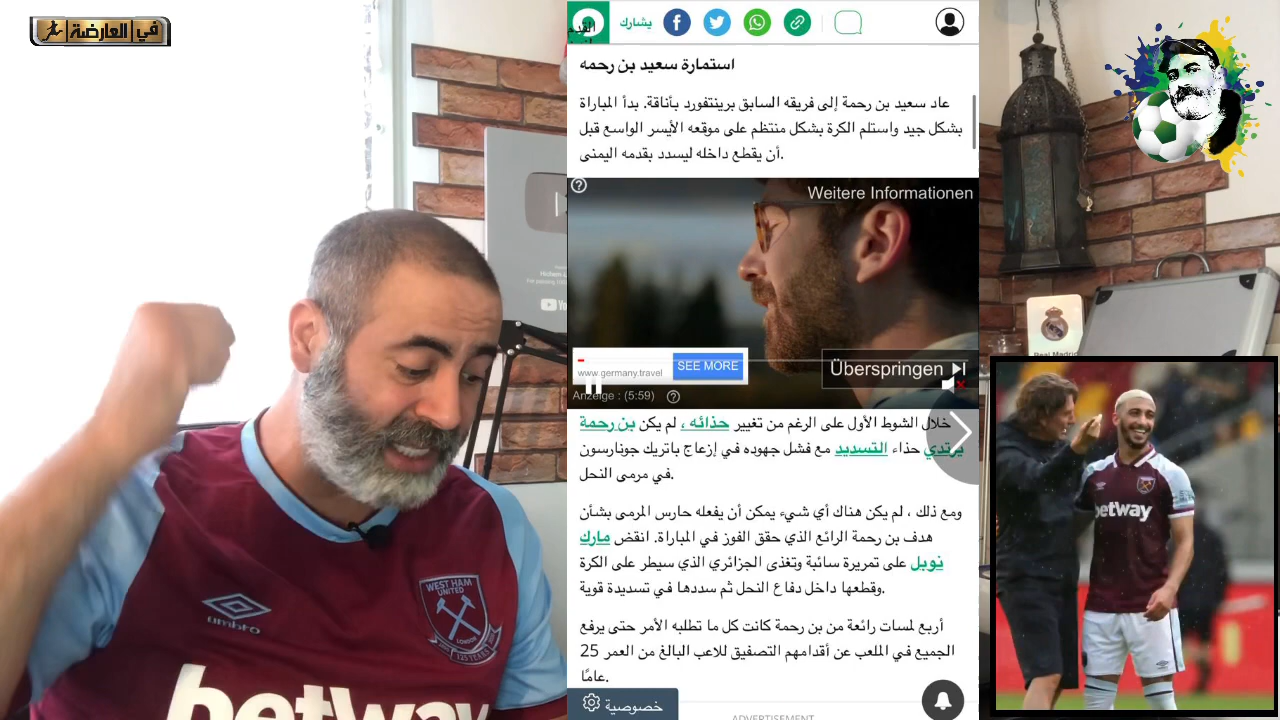 في العارضة
يشارك
استمارة سعيد بن رحمه
عاد سعيد بن رحمة إلى فريقه السابق برينتفورد بأناقة. بدأ المباراة
بشكل جيد واستلم الكرة بشكل منتظم على موقعه الأيسر الواسع قبل
أن يقطع داخله ليسدد بقدمه اليمنى.
Weitere Informationen
www.germany.travel
SEE MORE
Überspringen
Anzeige : (5:59)
خلال الشوط الأول على الرغم من تغيير حذائه ، لم يكن بن رحمة
يرتدي حذاء التسديد مع فشل جهوده في إزعاج باتريك جونارسون
في مرمى النحل.
ومع ذلك ، لم يكن هناك أي شيء يمكن أن يفعله حارس المرمى بشأن
هدف بن رحمة الرائع الذي حقق الفوز في المباراة. انقض مارك
نوبل على تمريرة سائبة وتغذى الجزائري الذي سيطر على الكرة
وقطعها داخل دفاع النحل ثم سددها في تسديدة قوية.
أربع لمسات رائعة من بن رحمة كانت كل ما تطلبه الأمر حتى يرفع
الجميع في الملعب عن أقدامهم التصفيق للاعب البالغ من العمر 25
عامًا.
خصوصية
ADVERTISEMENT
umbro
WEST HAM
UNITED
LONDON
125 YEARS
betway
Real Madrid
betway